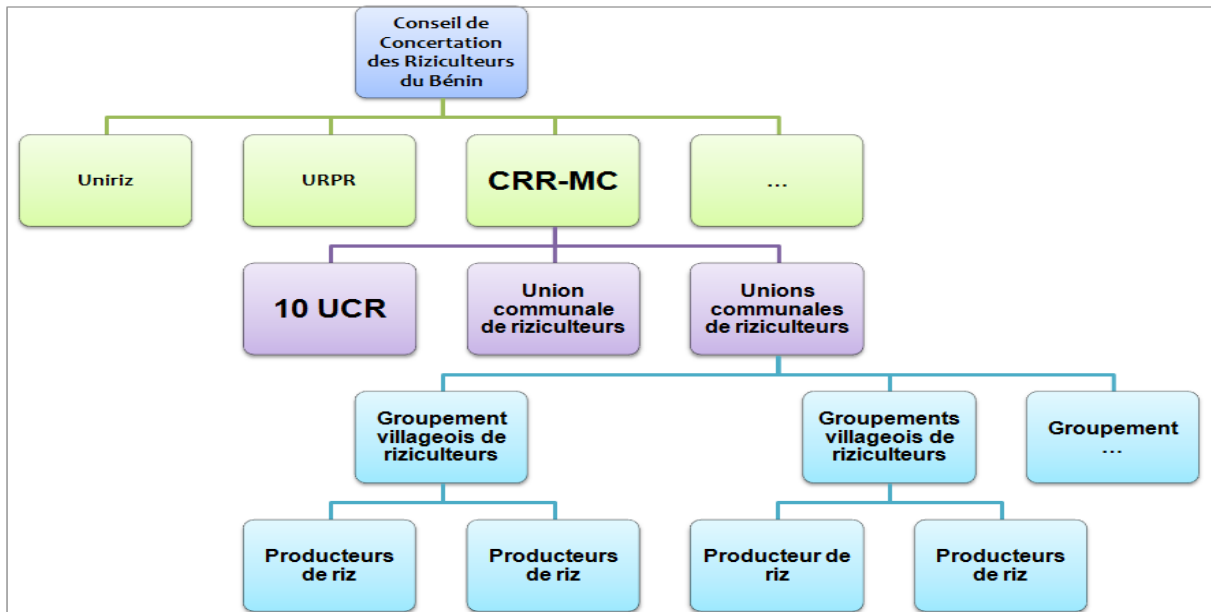 Conseil de
Concertation
des Riziculteurs
du Bénin
Uniriz
URPR
CRR-MC
...
10 UCR
Union
communale
de riziculteurs
Unions
communales
de riziculteurs
Groupement
villageois de
riziculteurs
Groupements
villageois de
riziculteurs
Groupement
...
Producteurs
de riz
Producteurs
de riz
Producteur de
riz
Producteurs
de riz